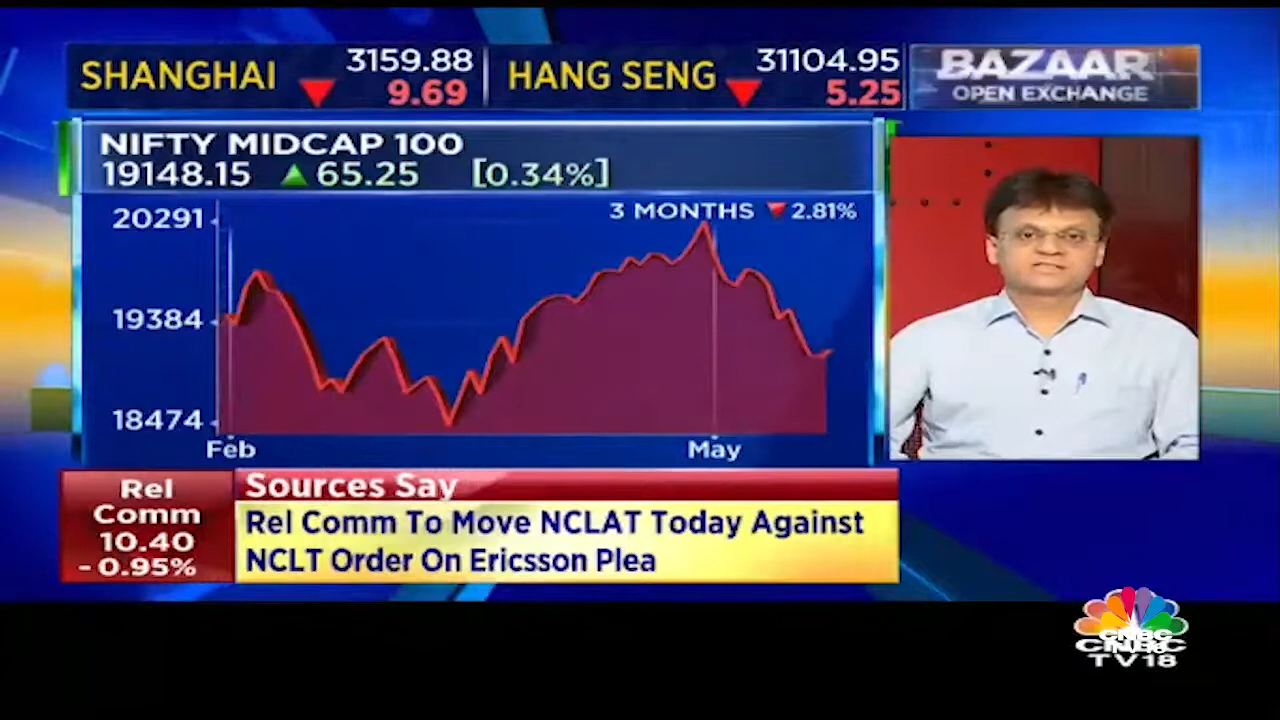 SHANGHAI 3159.88 9.69
HANG SENG 31104.95 5.25
BAZAAR
OPEN EXCHANGE
NIFTY MIDCAP 100
19148.15 ▲ 65.25 [0.34%]
3 MONTHS ▼ 2.81%
20291
19384
18474
Feb May
Rel
Comm
10.40
- 0.95%
Sources Say
Rel Comm To Move NCLAT Today Against
NCLT Order On Ericsson Plea
CNBC
TV18
CNBC
TV18